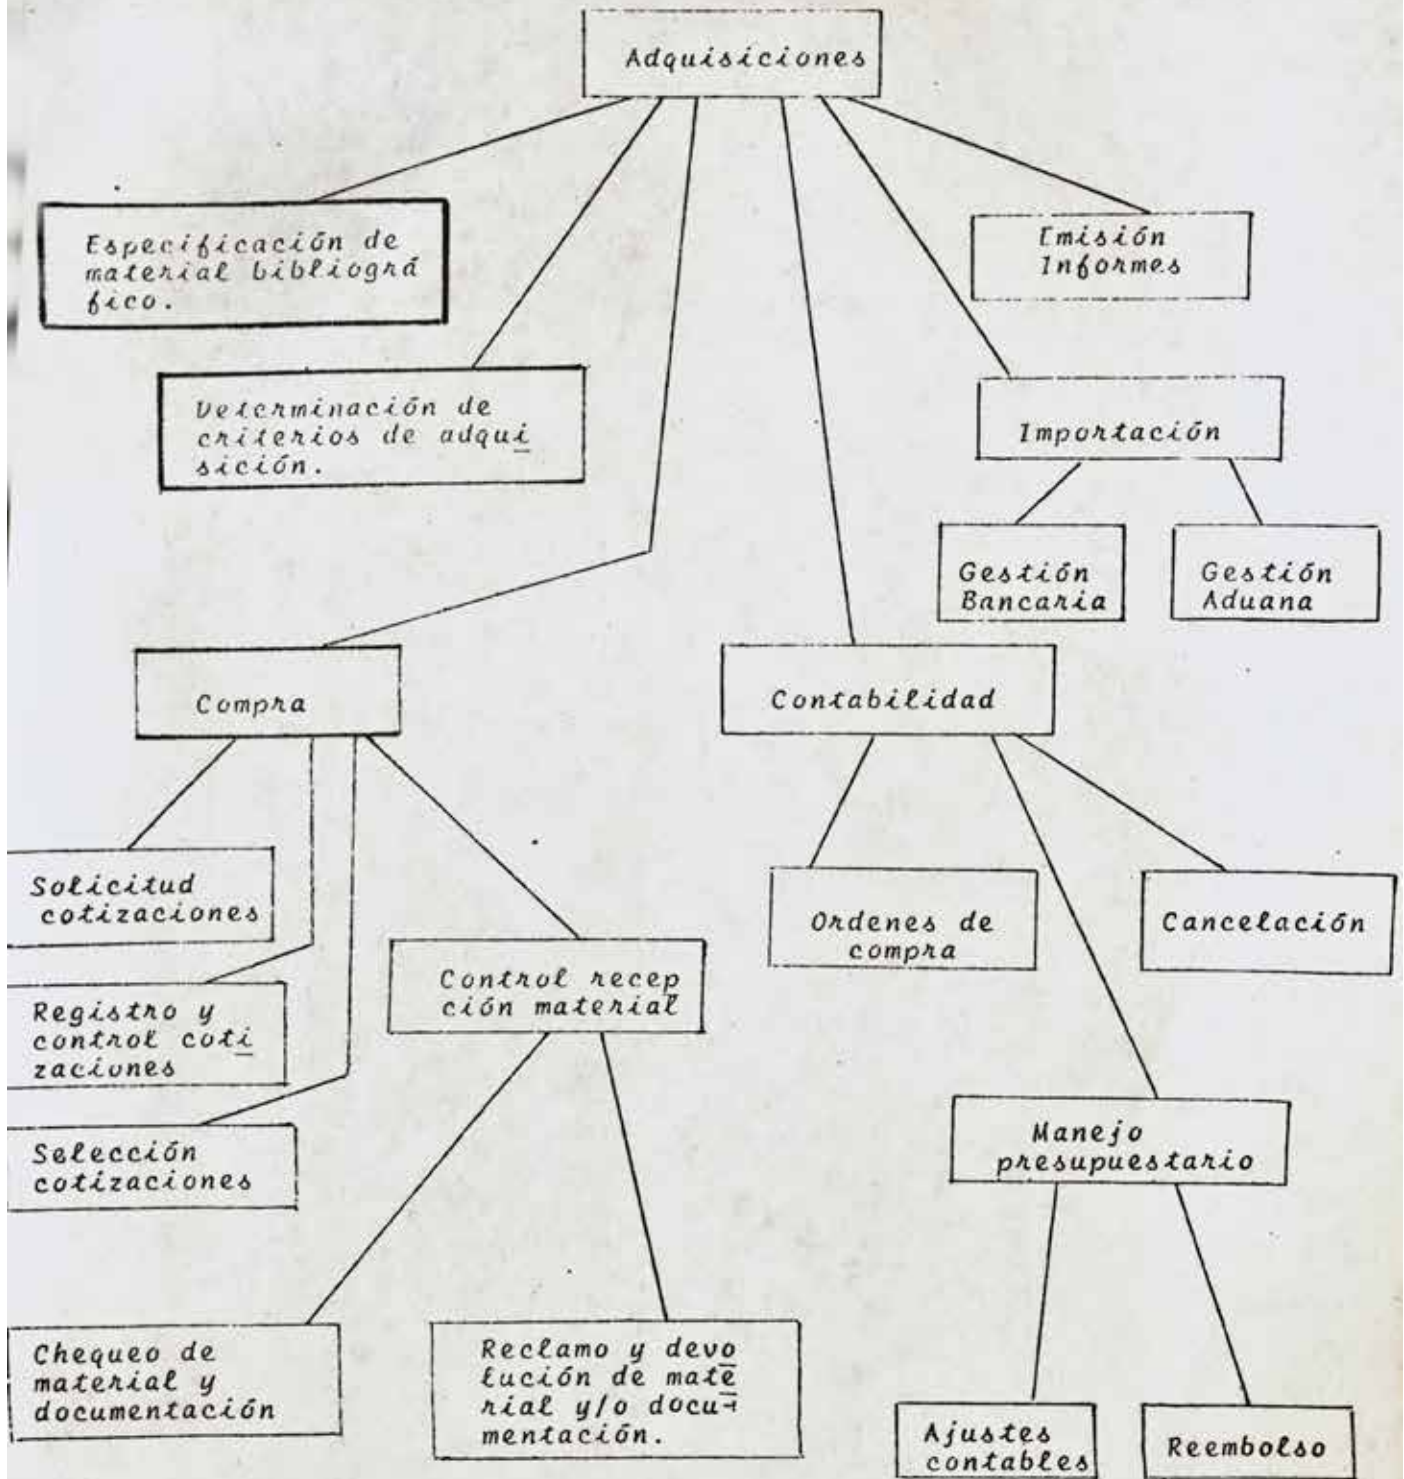 Adquisiciones
Especificación de
material bibliográ
fico.
Emisión
Informes
Determinación de
criterios de adqui
sición.
Importación
Gestión
Bancaria
Gestión
Aduana
Compra
Contabilidad
Solicitud
cotizaciones
Ordenes de
compra
Cancelación
Control recep
ción material
Registro y
control coti
zaciones
Selección
cotizaciones
Manejo
presupuestario
Chequeo de
material y
documentación
Reclamo y devo
lución de mate
rial y/o docu-
mentación.
Ajustes
contables
Reembolso